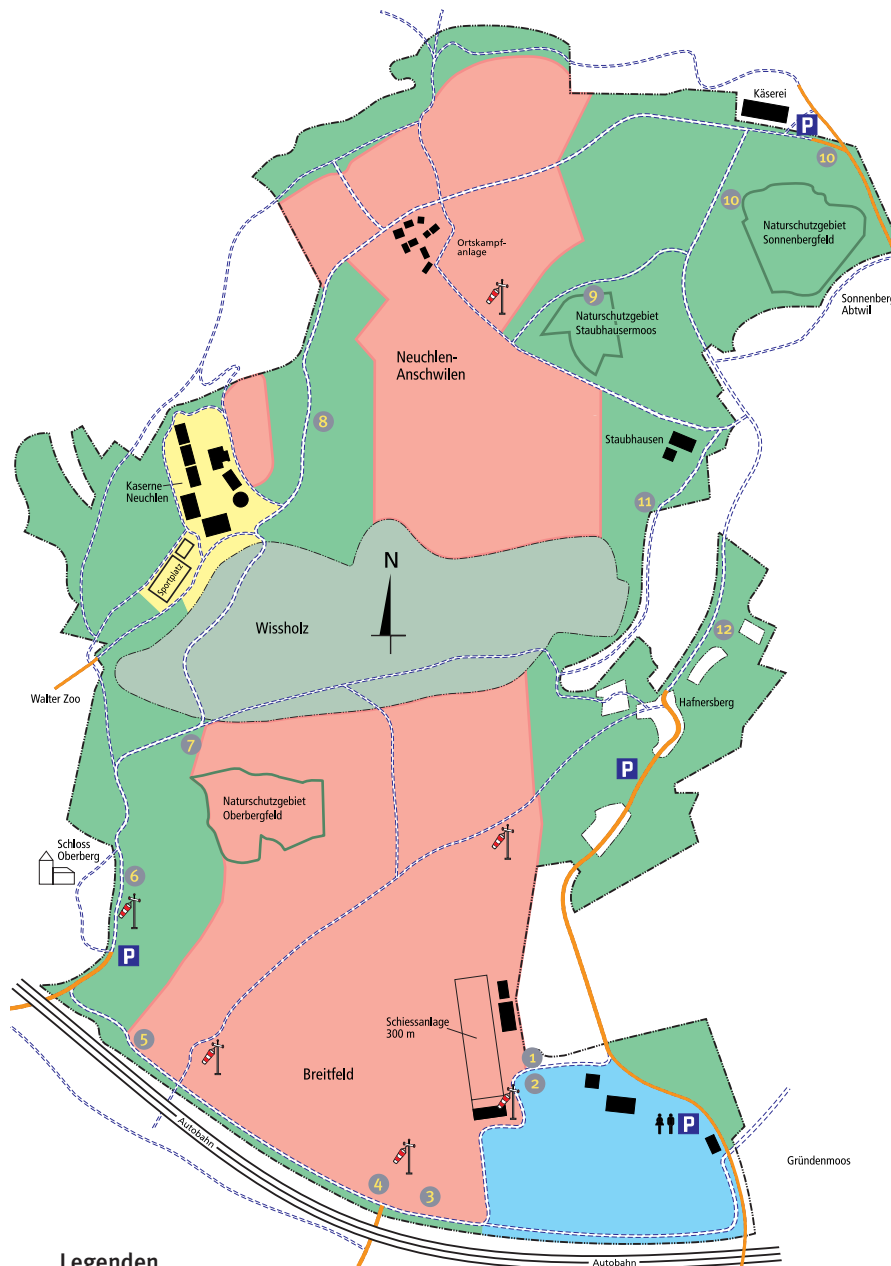 Käserei
P
10
10
Naturschutzgebiet
Sonnenbergfeld
Ortskampf-
anlage
9
Naturschutzgebiet
Staubhausermoos
Sonnenberg
Abtwil
Neuchlen-
Anschwilen
8
Staubhausen
Kaserne
Neuchlen
11
Sportplatz
N
Wissholz
12
Walter Zoo
Hafnersberg
7
P
Naturschutzgebiet
Oberbergfeld
Schloss
Oberberg
6
P
Schiessanlage
300 m
5
1
2
Breitfeld
P
Autobahn
Gründenmoos
4
3
Legenden
Autobahn